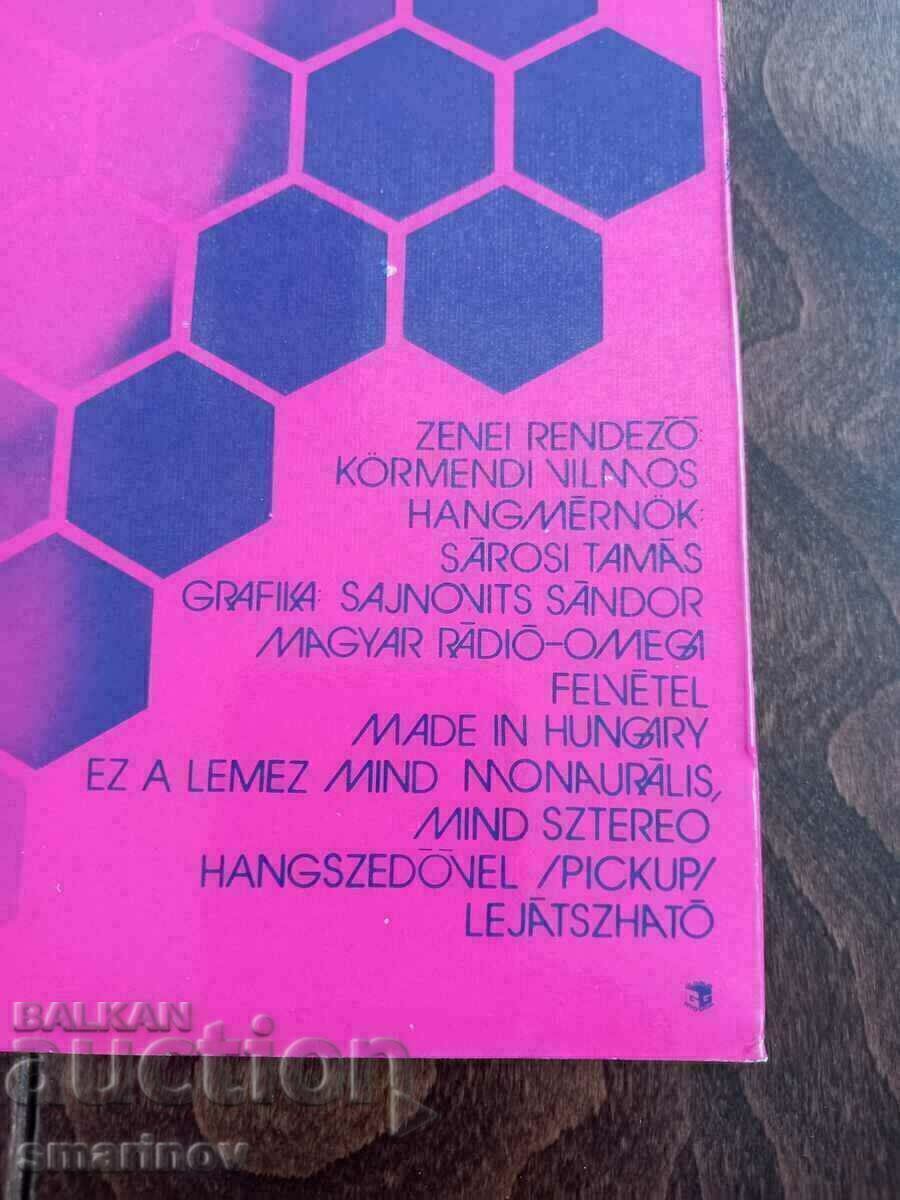 ZENEI RENDEZŐ:
KÖRMENDI VILMOS
HANGMÉRNÖK:
SÁROSI TAMÁS
GRAFIKA: SAJNOVITS SÁNDOR
MAGYAR RÁDIÓ-OMEGA
FELVÉTEL
MADE IN HUNGARY
EZ A LEMEZ MIND MONAURÁLIS,
MIND SZTEREO
HANGSZEDŐVEL /PICKUP/
LEJÁTSZHATÓ
BALKAN
auction
smarinov